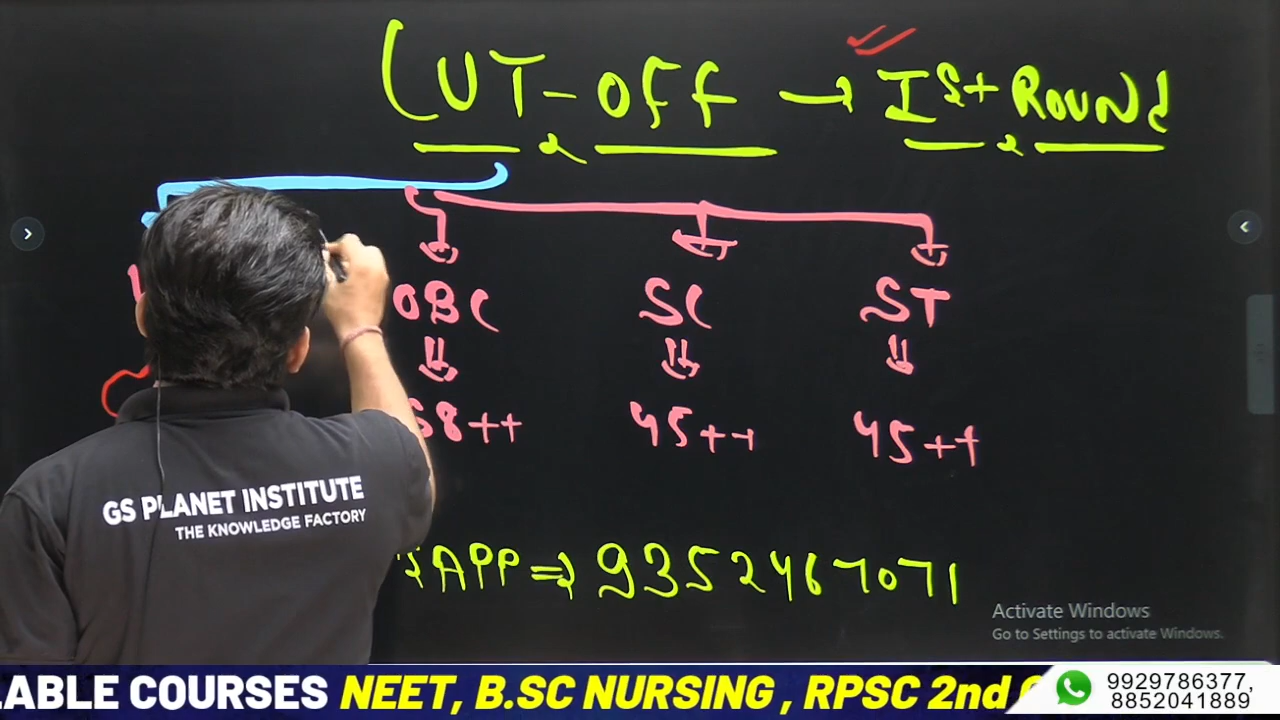 CUT-OFF → Ist ROUNd
OBC SC ST
68++ 45++ 45++
APP ⇒ 9352467071
GS PLANET INSTITUTE
THE KNOWLEDGE FACTORY
Activate Windows
Go to Settings to activate Windows.
COURSES NEET, B.SC NURSING , RPSC 2nd
9929786377,
8852041889